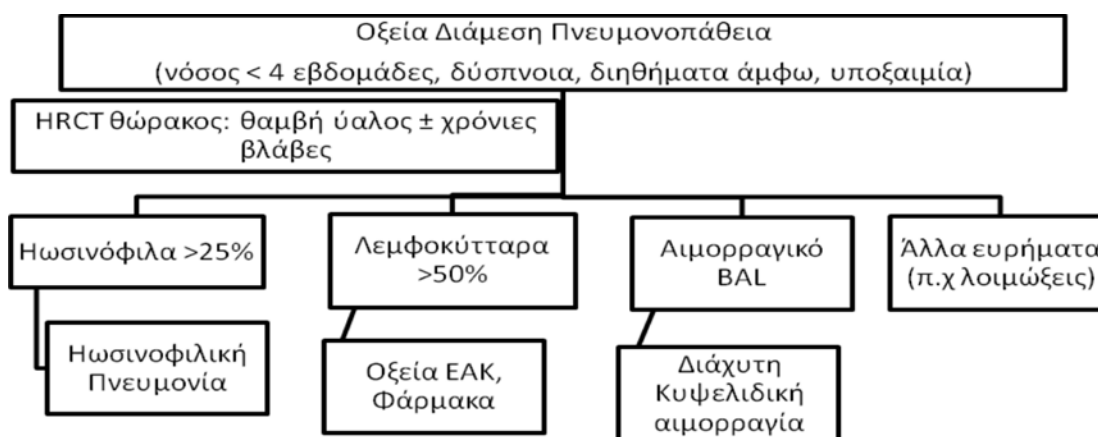 Οξεία Διάμεση Πνευμονοπάθεια
(νόσος < 4 εβδομάδες, δύσπνοια, διηθήματα άμφω, υποξαιμία)
HRCT θώρακος: θαμβή ύαλος ± χρόνιες
βλάβες
Ηωσινόφιλα >25%
Λεμφοκύτταρα
>50%
Αιμορραγικό
BAL
Άλλα ευρήματα
(π.χ λοιμώξεις)
Ηωσινοφιλική
Πνευμονία
Οξεία ΕΑΚ,
Φάρμακα
Διάχυτη
Κυψελιδική
αιμορραγία